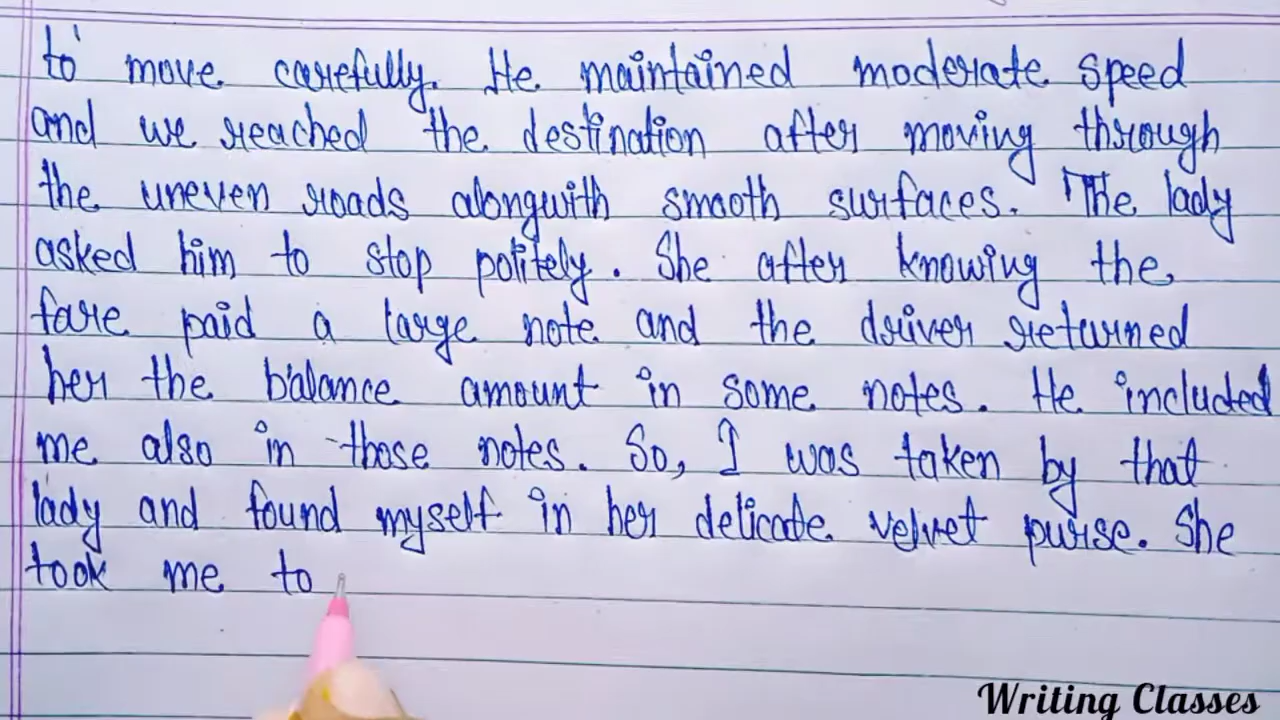 to move carefully. He maintained moderate speed
and we reached the destination after moving through
the uneven roads alongwith smooth surfaces. The lady
asked him to stop politely. She after knowing the
fare paid a large note and the driver returned
her the balance amount in some notes. He included
me also in those notes. So, I was taken by that
lady and found myself in her delicate velvet purse. She
took me to
Writing Classes